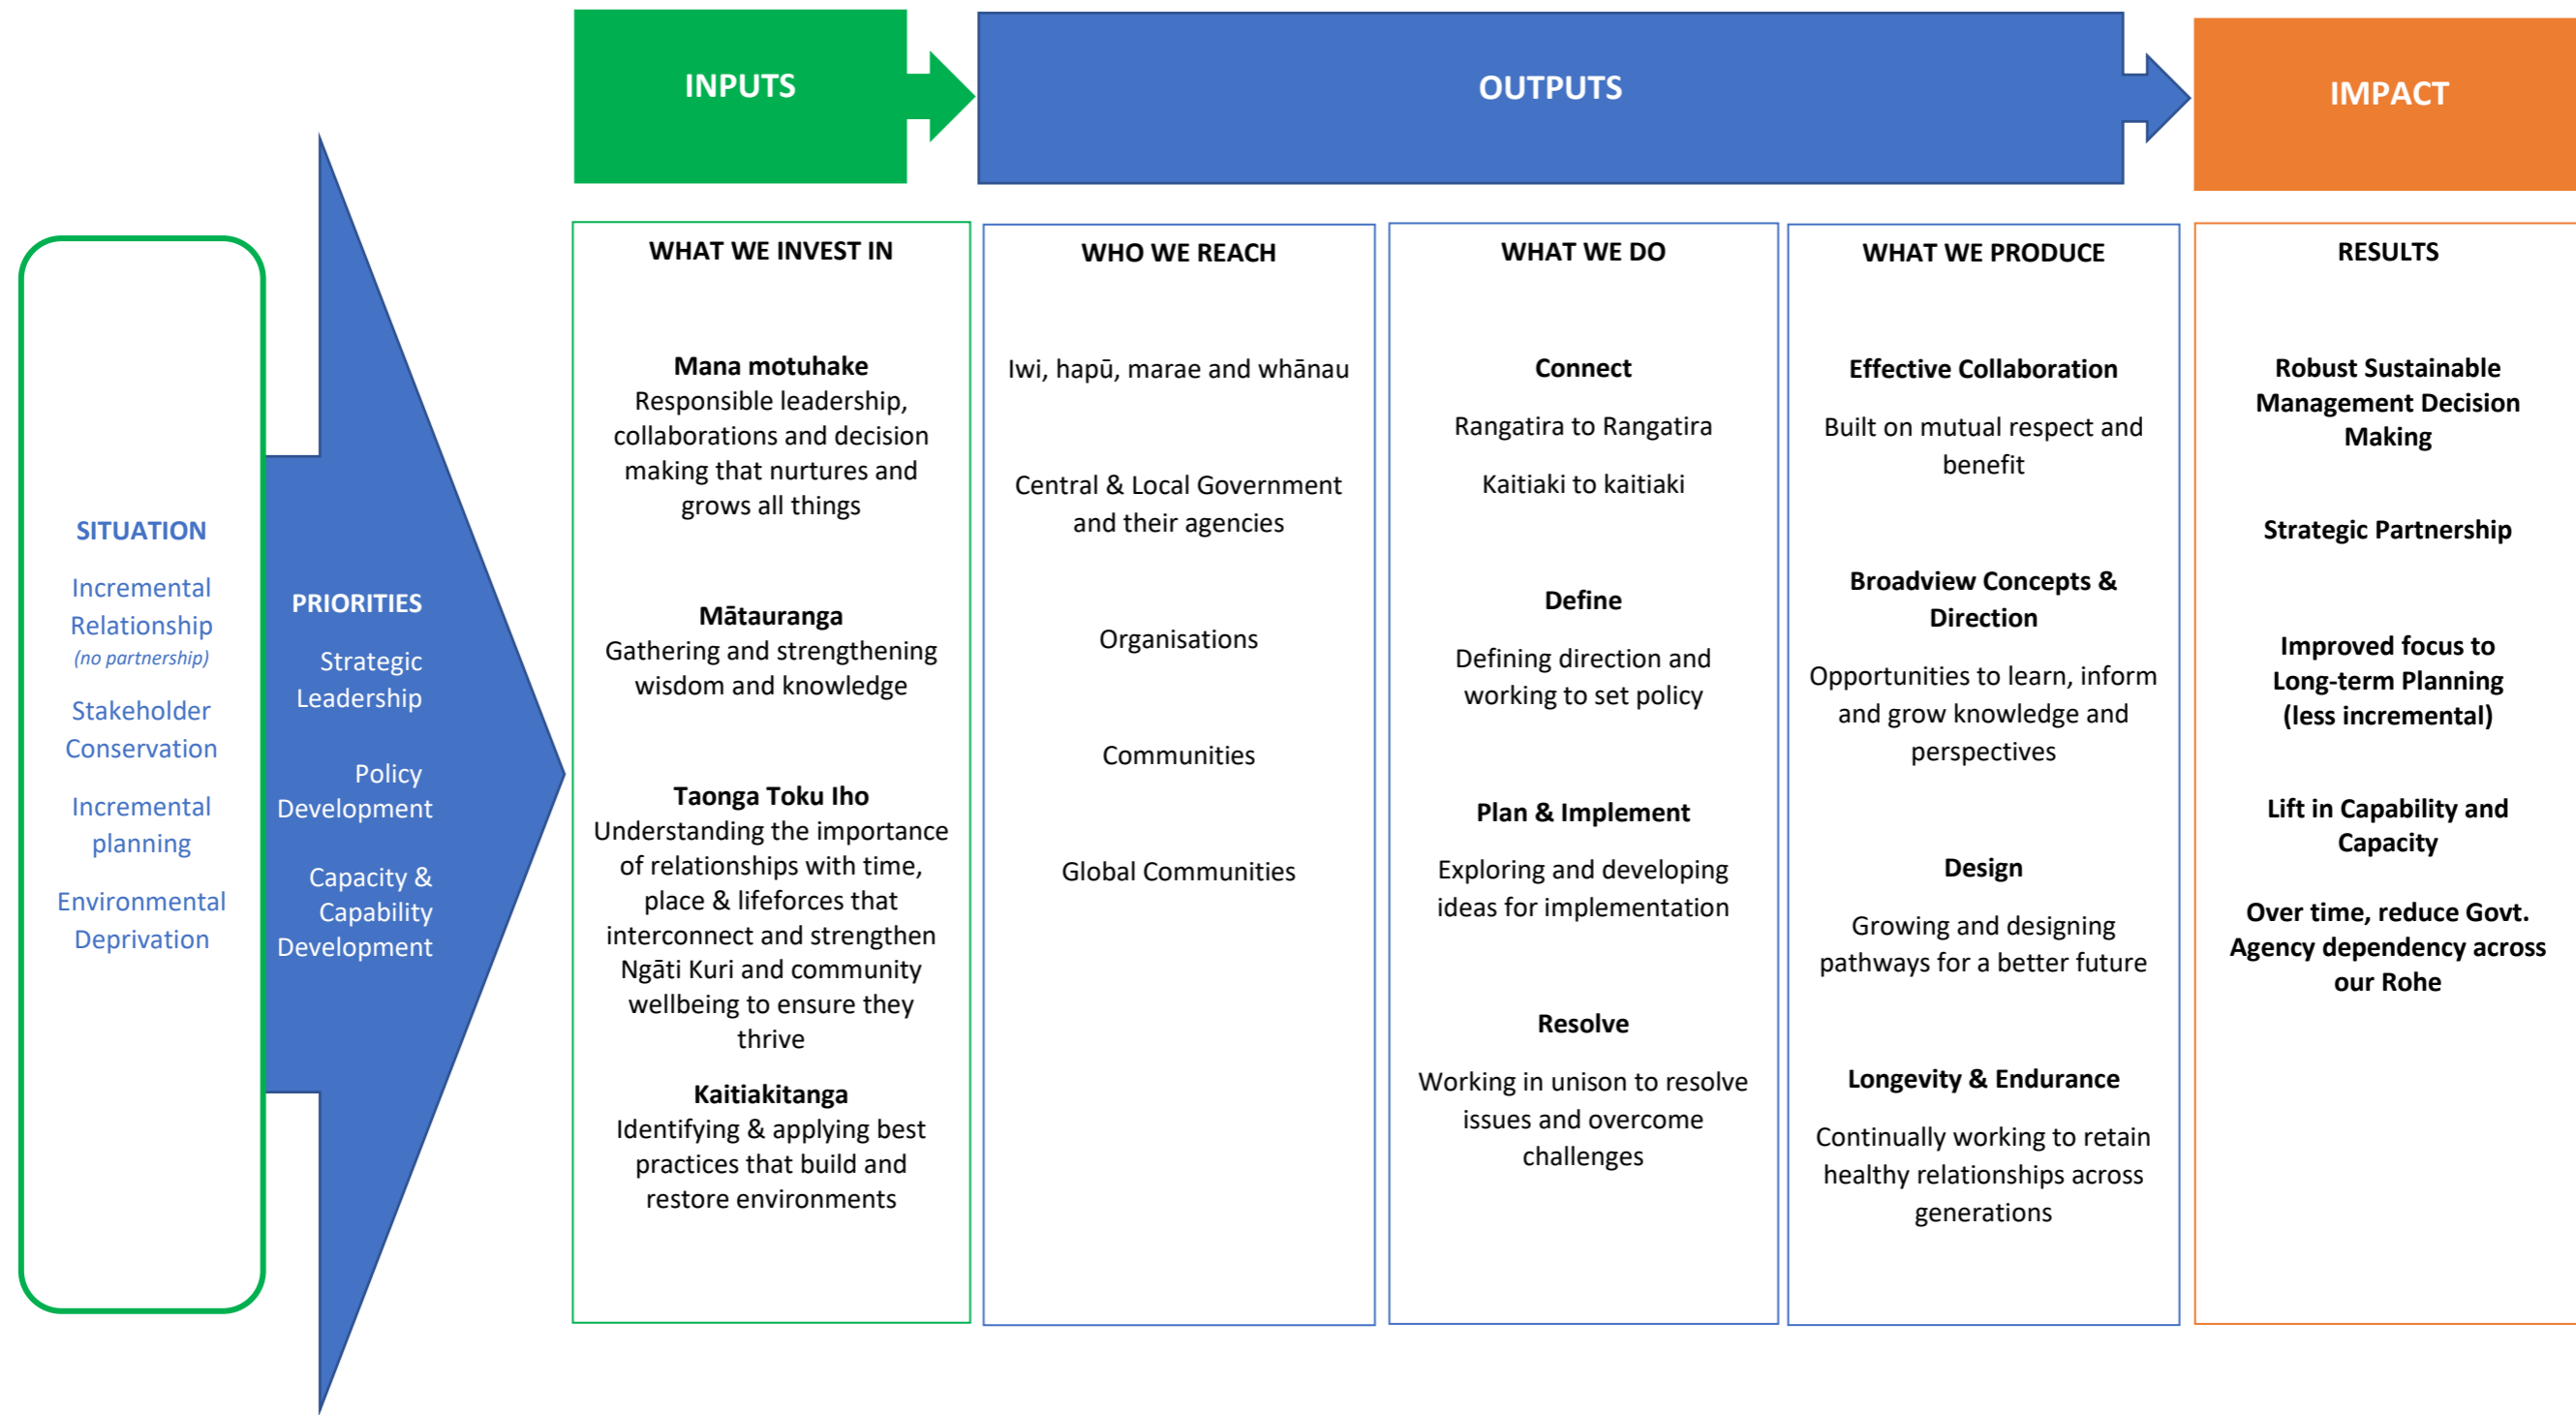 INPUTS
OUTPUTS
IMPACT
SITUATION
Incremental
Relationship
(no partnership)
Stakeholder
Conservation
Incremental
planning
Environmental
Deprivation
PRIORITIES
Strategic
Leadership
Policy
Development
Capacity &
Capability
Development
WHAT WE INVEST IN
Mana motuhake
Responsible leadership,
collaborations and decision
making that nurtures and
grows all things
Mātauranga
Gathering and strengthening
wisdom and knowledge
Taonga Toku Iho
Understanding the importance
of relationships with time,
place & lifeforces that
interconnect and strengthen
Ngāti Kuri and community
wellbeing to ensure they
thrive
Kaitiakitanga
Identifying & applying best
practices that build and
restore environments
WHO WE REACH
Iwi, hapū, marae and whānau
Central & Local Government
and their agencies
Organisations
Communities
Global Communities
WHAT WE DO
Connect
Rangatira to Rangatira
Kaitiaki to kaitiaki
Define
Defining direction and
working to set policy
Plan & Implement
Exploring and developing
ideas for implementation
Resolve
Working in unison to resolve
issues and overcome
challenges
WHAT WE PRODUCE
Effective Collaboration
Built on mutual respect and
benefit
Broadview Concepts &
Direction
Opportunities to learn, inform
and grow knowledge and
perspectives
Design
Growing and designing
pathways for a better future
Longevity & Endurance
Continually working to retain
healthy relationships across
generations
RESULTS
Robust Sustainable
Management Decision
Making
Strategic Partnership
Improved focus to
Long-term Planning
(less incremental)
Lift in Capability and
Capacity
Over time, reduce Govt.
Agency dependency across
our Rohe